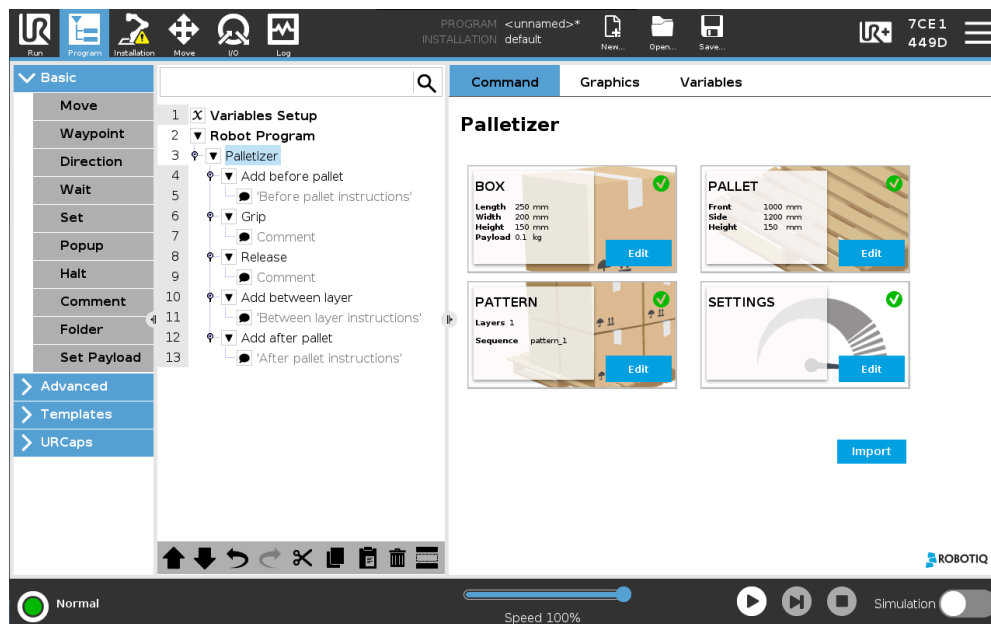 PROGRAM <unnamed>*
INSTALLATION default
Run
Program
Installation
Move
I/O
Log
New...
Open...
Save...
UR
UR+
7CE1
449D
Basic
Move
Waypoint
Direction
Wait
Set
Popup
Halt
Comment
Folder
Set Payload
Advanced
Templates
URCaps
1 X Variables Setup
2 Robot Program
3 Palletizer
4 Add before pallet
5 'Before pallet instructions'
6 Grip
7 Comment
8 Release
9 Comment
10 Add between layer
11 'Between layer instructions'
12 Add after pallet
13 'After pallet instructions'
Command Graphics Variables
Palletizer
BOX
Length 250 mm
Width 200 mm
Height 150 mm
Payload 0.1 kg
Edit
PALLET
Front 1000 mm
Side 1200 mm
Height 150 mm
Edit
PATTERN
Layers 1
Sequence pattern_1
Edit
SETTINGS
Edit
Import
ROBOTIQ
Normal
Speed 100%
Simulation